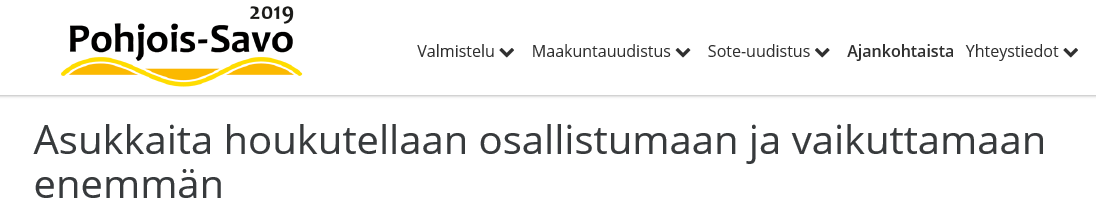 2019
Pohjois-Savo
Valmistelu Maakuntauudistus Sote-uudistus Ajankohtaista Yhteystiedot
Asukkaita houkutellaan osallistumaan ja vaikuttamaan
enemmän